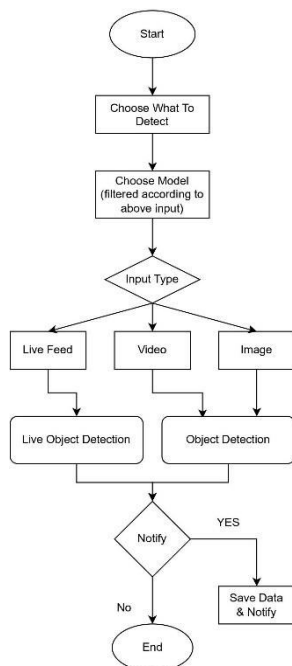 Start
Choose What To
Detect
Choose Model
(filtered according to
above input)
Input Type
Live Feed
Video
Image
Live Object Detection
Object Detection
Notify
YES
Save Data
& Notify
No
End